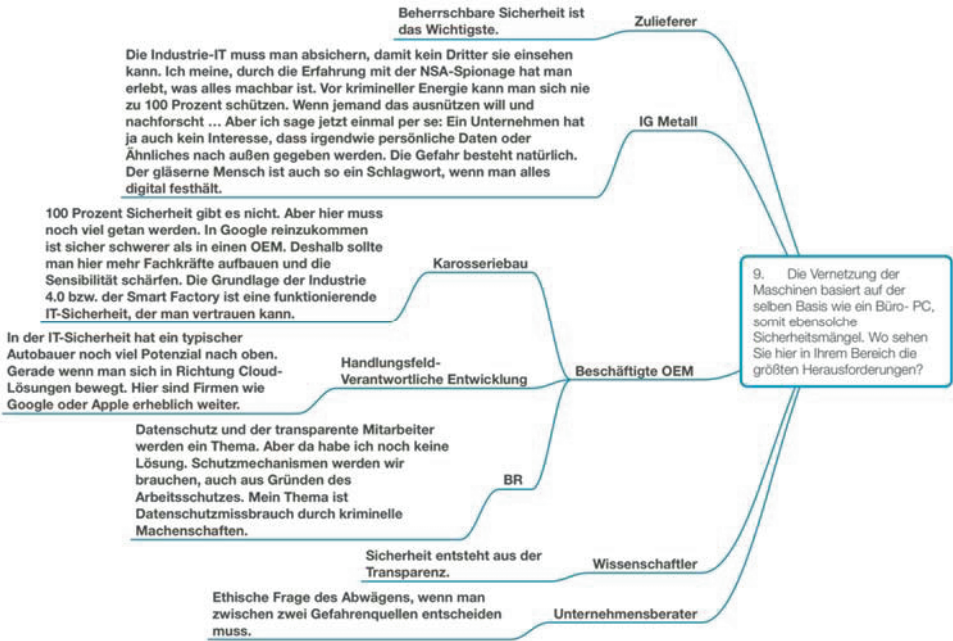 Beherrschbare Sicherheit ist
das Wichtigste.
Zulieferer
Die Industrie-IT muss man absichern, damit kein Dritter sie einsehen
kann. Ich meine, durch die Erfahrung mit der NSA-Spionage hat man
erlebt, was alles machbar ist. Vor krimineller Energie kann man sich nie
zu 100 Prozent schützen. Wenn jemand das ausnützen will und
nachforscht … Aber ich sage jetzt einmal per se: Ein Unternehmen hat
ja auch kein Interesse, dass irgendwie persönliche Daten oder
Ähnliches nach außen gegeben werden. Die Gefahr besteht natürlich.
Der gläserne Mensch ist auch so ein Schlagwort, wenn man alles
digital festhält.
IG Metall
100 Prozent Sicherheit gibt es nicht. Aber hier muss
noch viel getan werden. In Google reinzukommen
ist sicher schwerer als in einen OEM. Deshalb sollte
man hier mehr Fachkräfte aufbauen und die
Sensibilität schärfen. Die Grundlage der Industrie
4.0 bzw. der Smart Factory ist eine funktionierende
IT-Sicherheit, der man vertrauen kann.
Karosseriebau
In der IT-Sicherheit hat ein typischer
Autobauer noch viel Potenzial nach oben.
Gerade wenn man sich in Richtung Cloud-
Lösungen bewegt. Hier sind Firmen wie
Google oder Apple erheblich weiter.
Handlungsfeld-
Verantwortliche Entwicklung
Beschäftigte OEM
Datenschutz und der transparente Mitarbeiter
werden ein Thema. Aber da habe ich noch keine
Lösung. Schutzmechanismen werden wir
brauchen, auch aus Gründen des
Arbeitsschutzes. Mein Thema ist
Datenschutzmissbrauch durch kriminelle
Machenschaften.
BR
Sicherheit entsteht aus der
Transparenz.
Wissenschaftler
Ethische Frage des Abwägens, wenn man
zwischen zwei Gefahrenquellen entscheiden
muss.
Unternehmensberater
9. Die Vernetzung der
Maschinen basiert auf der
selben Basis wie ein Büro- PC,
somit ebensolche
Sicherheitsmängel. Wo sehen
Sie hier in Ihrem Bereich die
größten Herausforderungen?